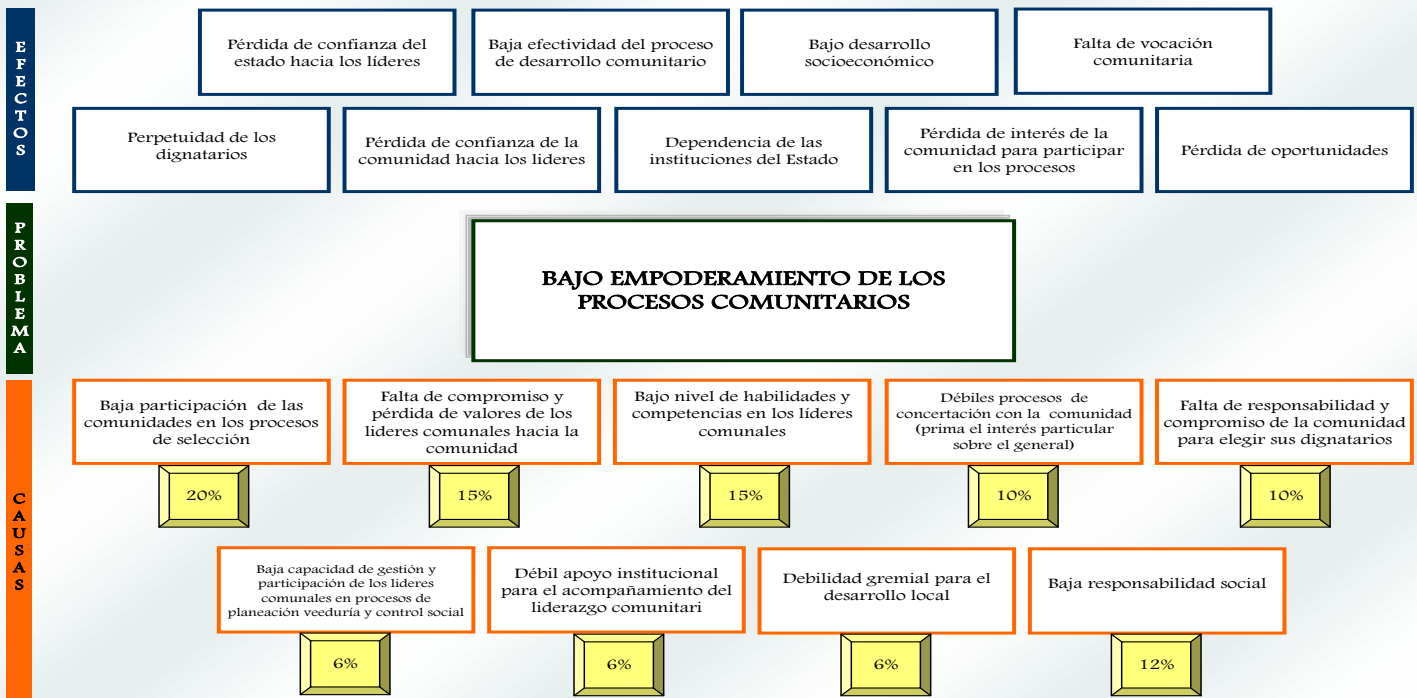 EFECTOS
Pérdida de confianza del
estado hacia los líderes
Baja efectividad del proceso
de desarrollo comunitario
Bajo desarrollo
socioeconómico
Falta de vocación
comunitaria
Perpetuidad de los
dignatarios
Pérdida de confianza de la
comunidad hacia los lideres
Dependencia de las
instituciones del Estado
Pérdida de interés de la
comunidad para participar
en los procesos
Pérdida de oportunidades
PROBLEMA
BAJO EMPODERAMIENTO DE LOS
PROCESOS COMUNITARIOS
CAUSAS
Baja participación de las
comunidades en los procesos
de selección
20%
Falta de compromiso y
pérdida de valores de los
lideres comunales hacia la
comunidad
15%
Bajo nivel de habilidades y
competencias en los líderes
comunales
15%
Débiles procesos de
concertación con la comunidad
(prima el interés particular
sobre el general)
10%
Falta de responsabilidad y
compromiso de la comunidad
para elegir sus dignatarios
10%
Baja capacidad de gestión y
participación de los lideres
comunales en procesos de
planeación veeduría y control social
6%
Débil apoyo institucional
para el acompañamiento del
liderazgo comunitari
6%
Debilidad gremial para el
desarrollo local
6%
Baja responsabilidad social
12%